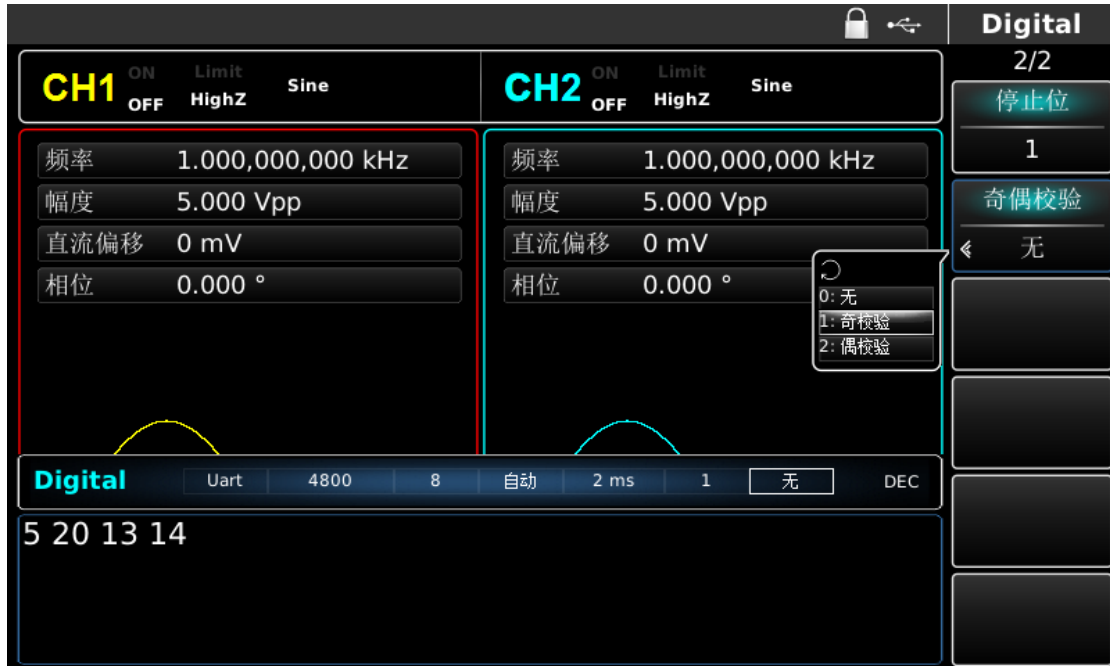 Digital
2/2
CH1 ON OFF Limit HighZ Sine
CH2 ON OFF Limit HighZ Sine
停止位
1
频率 1.000,000,000 kHz
幅度 5.000 Vpp
直流偏移 0 mV
相位 0.000 °
频率 1.000,000,000 kHz
幅度 5.000 Vpp
直流偏移 0 mV
相位 0.000 °
奇偶校验
无
0: 无
1: 奇校验
2: 偶校验
Digital Uart 4800 8 自动 2 ms 1 无 DEC
5 20 13 14